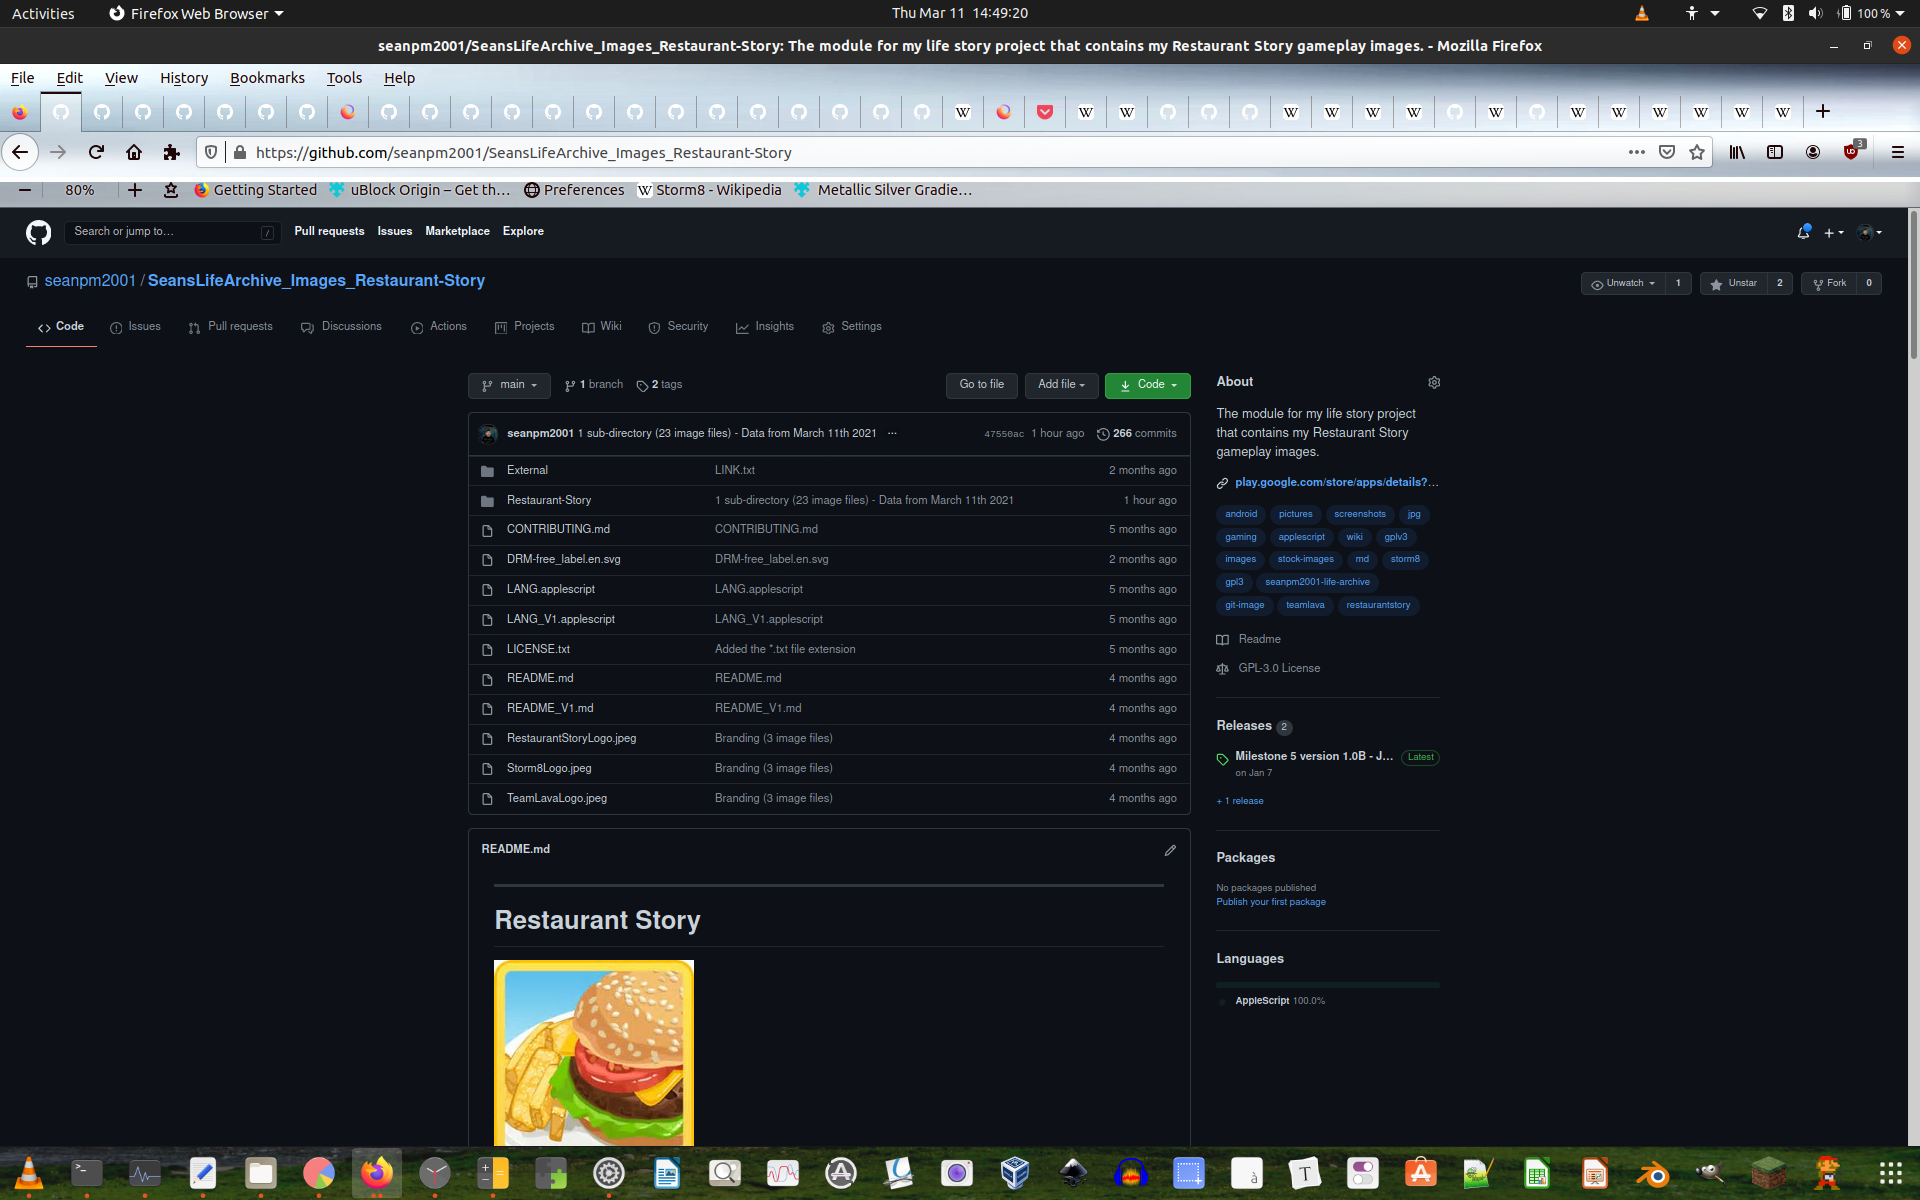 Activities Firefox Web Browser Thu Mar 11 14:49:20 100 %
seanpm2001/SeansLifeArchive_Images_Restaurant-Story: The module for my life story project that contains my Restaurant Story gameplay images. - Mozilla Firefox
File Edit View History Bookmarks Tools Help
https://github.com/seanpm2001/SeansLifeArchive_Images_Restaurant-Story 3
80% Getting Started uBlock Origin – Get th… Preferences Storm8 - Wikipedia Metallic Silver Gradie…
Search or jump to… / Pull requests Issues Marketplace Explore
seanpm2001 / SeansLifeArchive_Images_Restaurant-Story Unwatch 1 Unstar 2 Fork 0
Code Issues Pull requests Discussions Actions Projects Wiki Security Insights Settings
main 1 branch 2 tags Go to file Add file Code
seanpm2001 1 sub-directory (23 image files) - Data from March 11th 2021 ... 47550ac 1 hour ago 266 commits
External LINK.txt 2 months ago
Restaurant-Story 1 sub-directory (23 image files) - Data from March 11th 2021 1 hour ago
CONTRIBUTING.md CONTRIBUTING.md 5 months ago
DRM-free_label.en.svg DRM-free_label.en.svg 2 months ago
LANG.applescript LANG.applescript 5 months ago
LANG_V1.applescript LANG_V1.applescript 5 months ago
LICENSE.txt Added the *.txt file extension 5 months ago
README.md README.md 4 months ago
README_V1.md README_V1.md 4 months ago
RestaurantStoryLogo.jpeg Branding (3 image files) 4 months ago
Storm8Logo.jpeg Branding (3 image files) 4 months ago
TeamLavaLogo.jpeg Branding (3 image files) 4 months ago
README.md
Restaurant Story
About
The module for my life story project
that contains my Restaurant Story
gameplay images.
play.google.com/store/apps/details?…
android pictures screenshots jpg
gaming applescript wiki gplv3
images stock-images md storm8
gpl3 seanpm2001-life-archive
git-image teamlava restaurantstory
Readme
GPL-3.0 License
Releases 2
Milestone 5 version 1.0B - J… Latest
on Jan 7
+ 1 release
Packages
No packages published
Publish your first package
Languages
AppleScript 100.0%